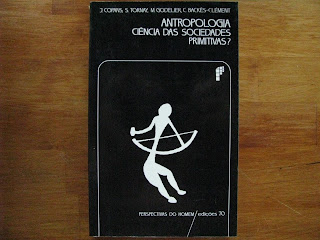 J. COPANS, S. TORNAY, M. GODELIER, C. BACKÈS-CLÉMENT
ANTROPOLOGIA
CIÊNCIA DAS SOCIEDADES
PRIMITIVAS?
PERSPECTIVAS DO HOMEM / edições 70